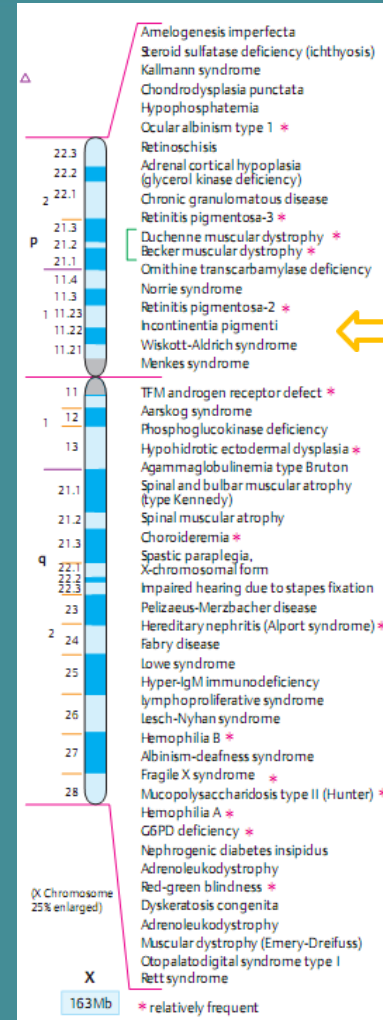 Amelogenesis imperfecta
Steroid sulfatase deficiency (ichthyosis)
Kallmann syndrome
Chondrodysplasia punctata
Hypophosphatemia
Ocular albinism type 1 *
Retinoschisis
Adrenal cortical hypoplasia
(glycerol kinase deficiency)
Chronic granulomatous disease
Retinitis pigmentosa-3 *
Duchenne muscular dystrophy *
Becker muscular dystrophy *
Ornithine transcarbamylase deficiency
Norrie syndrome
Retinitis pigmentosa-2 *
Incontinentia pigmenti
Wiskott-Aldrich syndrome
Menkes syndrome
TFM androgen receptor defect *
Aarskog syndrome
Phosphoglucokinase deficiency
Hypohidrotic ectodermal dysplasia *
Agammaglobulinemia type Bruton
Spinal and bulbar muscular atrophy
(type Kennedy)
Spinal muscular atrophy
Choroideremia *
Spastic paraplegia,
X-chromosomal form
Impaired hearing due to stapes fixation
Pelizaeus-Merzbacher disease
Hereditary nephritis (Alport syndrome) *
Fabry disease
Lowe syndrome
Hyper-IgM immunodeficiency
Lymphoproliferative syndrome
Lesch-Nyhan syndrome
Hemophilia B *
Albinism-deafness syndrome
Fragile X syndrome *
Mucopolysaccharidosis type II (Hunter) *
Hemophilia A *
G6PD deficiency *
Nephrogenic diabetes insipidus
Adrenoleukodystrophy
Red-green blindness *
Dyskeratosis congenita
Adrenoleukodystrophy
Muscular dystrophy (Emery-Dreifuss)
Otopalatodigital syndrome type I
Rett syndrome
* relatively frequent
p
2
22.3
22.2
22.1
21.3
21.2
21.1
1
11.4
11.3
11.23
11.22
11.21
q
1
11
12
13
2
21.1
21.2
21.3
22.1
22.2
22.3
23
24
25
26
27
28
(X Chromosome
25% enlarged)
X
163Mb